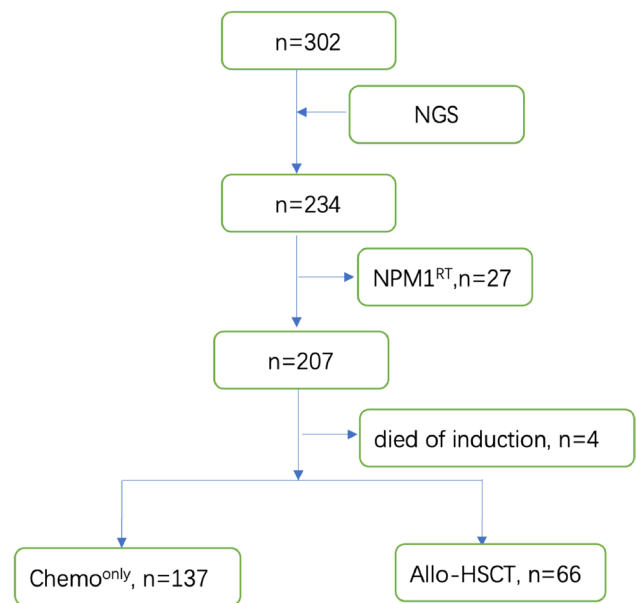 n=302
NGS
n=234
NPM1ᴿᵀ,n=27
n=207
died of induction, n=4
Chemoᵒⁿˡʸ, n=137
Allo-HSCT, n=66